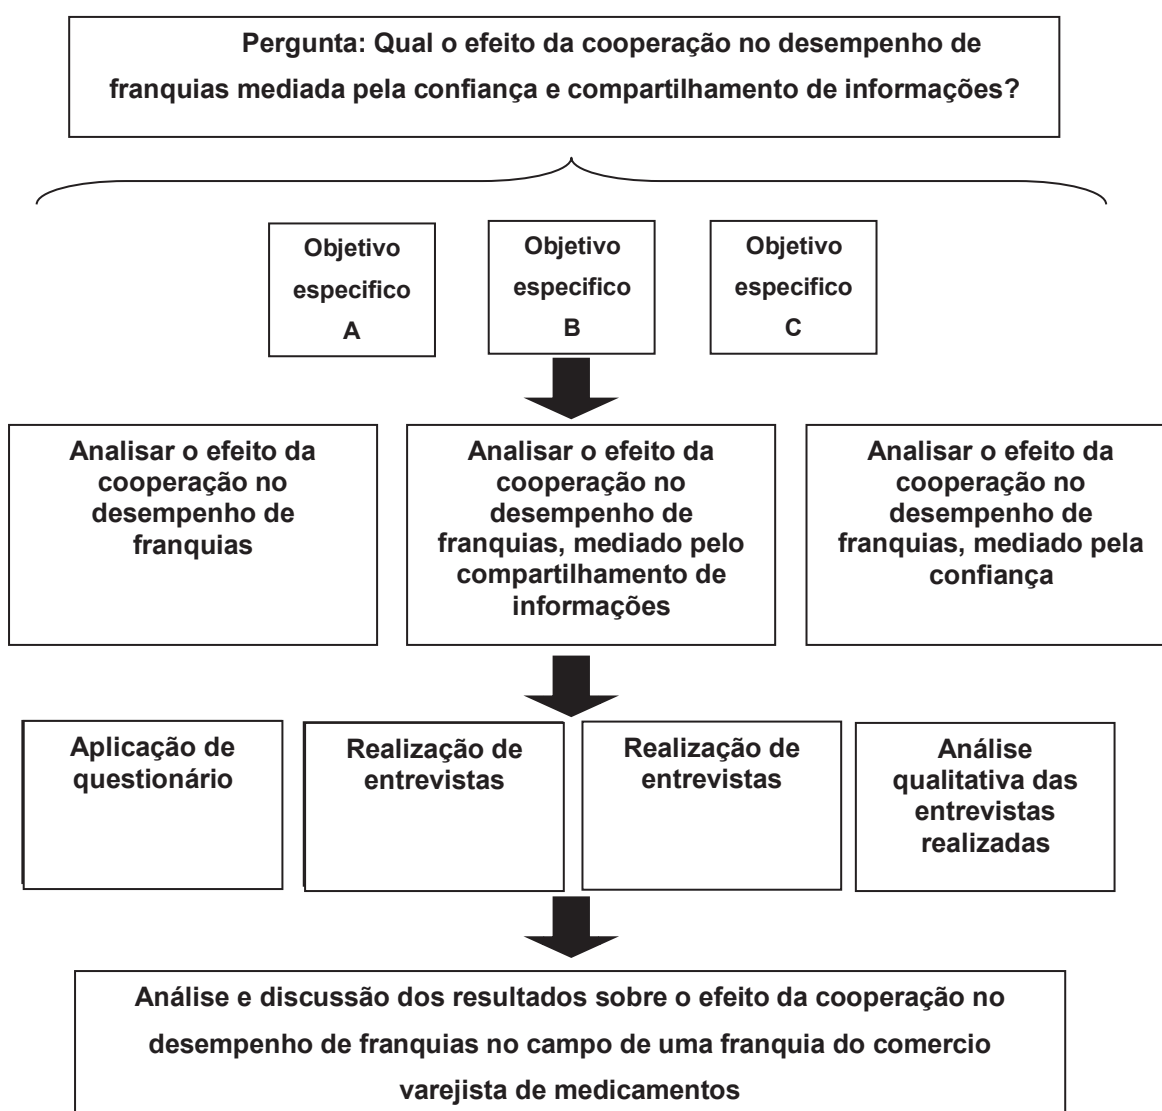 Pergunta: Qual o efeito da cooperação no desempenho de
franquias mediada pela confiança e compartilhamento de informações?
Objetivo
especifico
A
Objetivo
especifico
B
Objetivo
especifico
C
Analisar o efeito da
cooperação no
desempenho de
franquias
Analisar o efeito da
cooperação no
desempenho de
franquias, mediado pelo
compartilhamento de
informações
Analisar o efeito da
cooperação no
desempenho de
franquias, mediado pela
confiança
Aplicação de
questionário
Realização de
entrevistas
Realização de
entrevistas
Análise
qualitativa das
entrevistas
realizadas
Análise e discussão dos resultados sobre o efeito da cooperação no
desempenho de franquias no campo de uma franquia do comercio
varejista de medicamentos